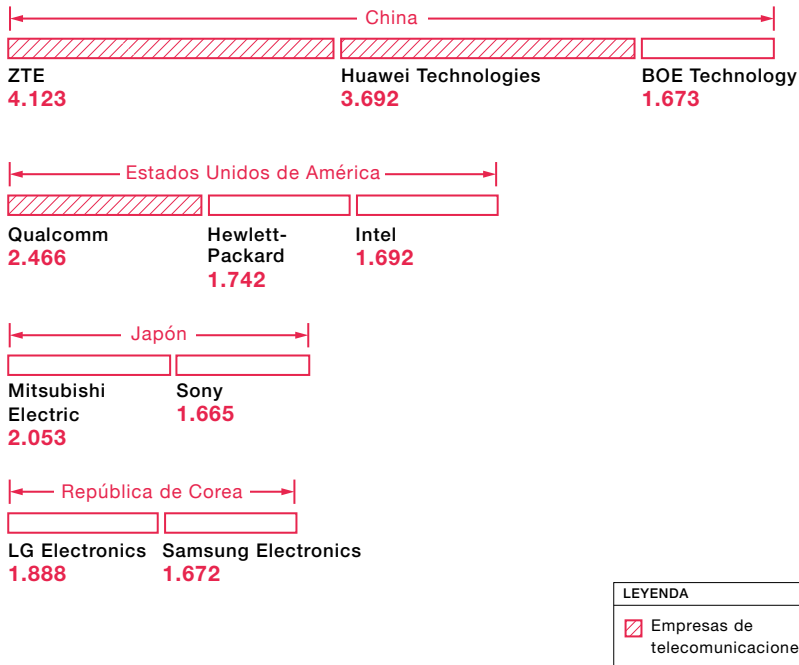 China
ZTE
4.123
Huawei Technologies
3.692
BOE Technology
1.673
Estados Unidos de América
Qualcomm
2.466
Hewlett-
Packard
1.742
Intel
1.692
Japón
Mitsubishi
Electric
2.053
Sony
1.665
República de Corea
LG Electronics
1.888
Samsung Electronics
1.672
LEYENDA
Empresas de
telecomunicacione